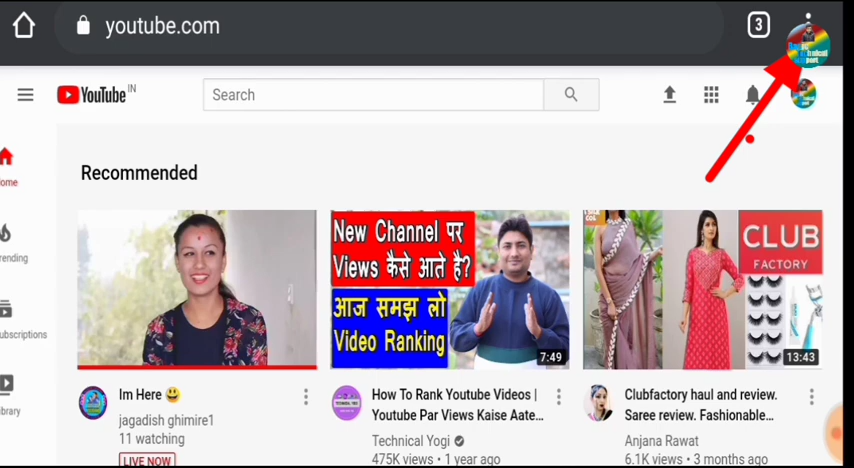 youtube.com
3
YouTube IN
Search
Recommended
New Channel पर
Views कैसे आते है?
आज समझ लो
Video Ranking
7:49
CLUB
FACTORY
13:43
ome
rending
ubscriptions
ibrary
Im Here 😃
jagadish ghimire1
11 watching
LIVE NOW
How To Rank Youtube Videos |
Youtube Par Views Kaise Aate...
Technical Yogi
475K views • 1 year ago
Clubfactory haul and review.
Saree review. Fashionable...
Anjana Rawat
6.1K views • 3 months ago